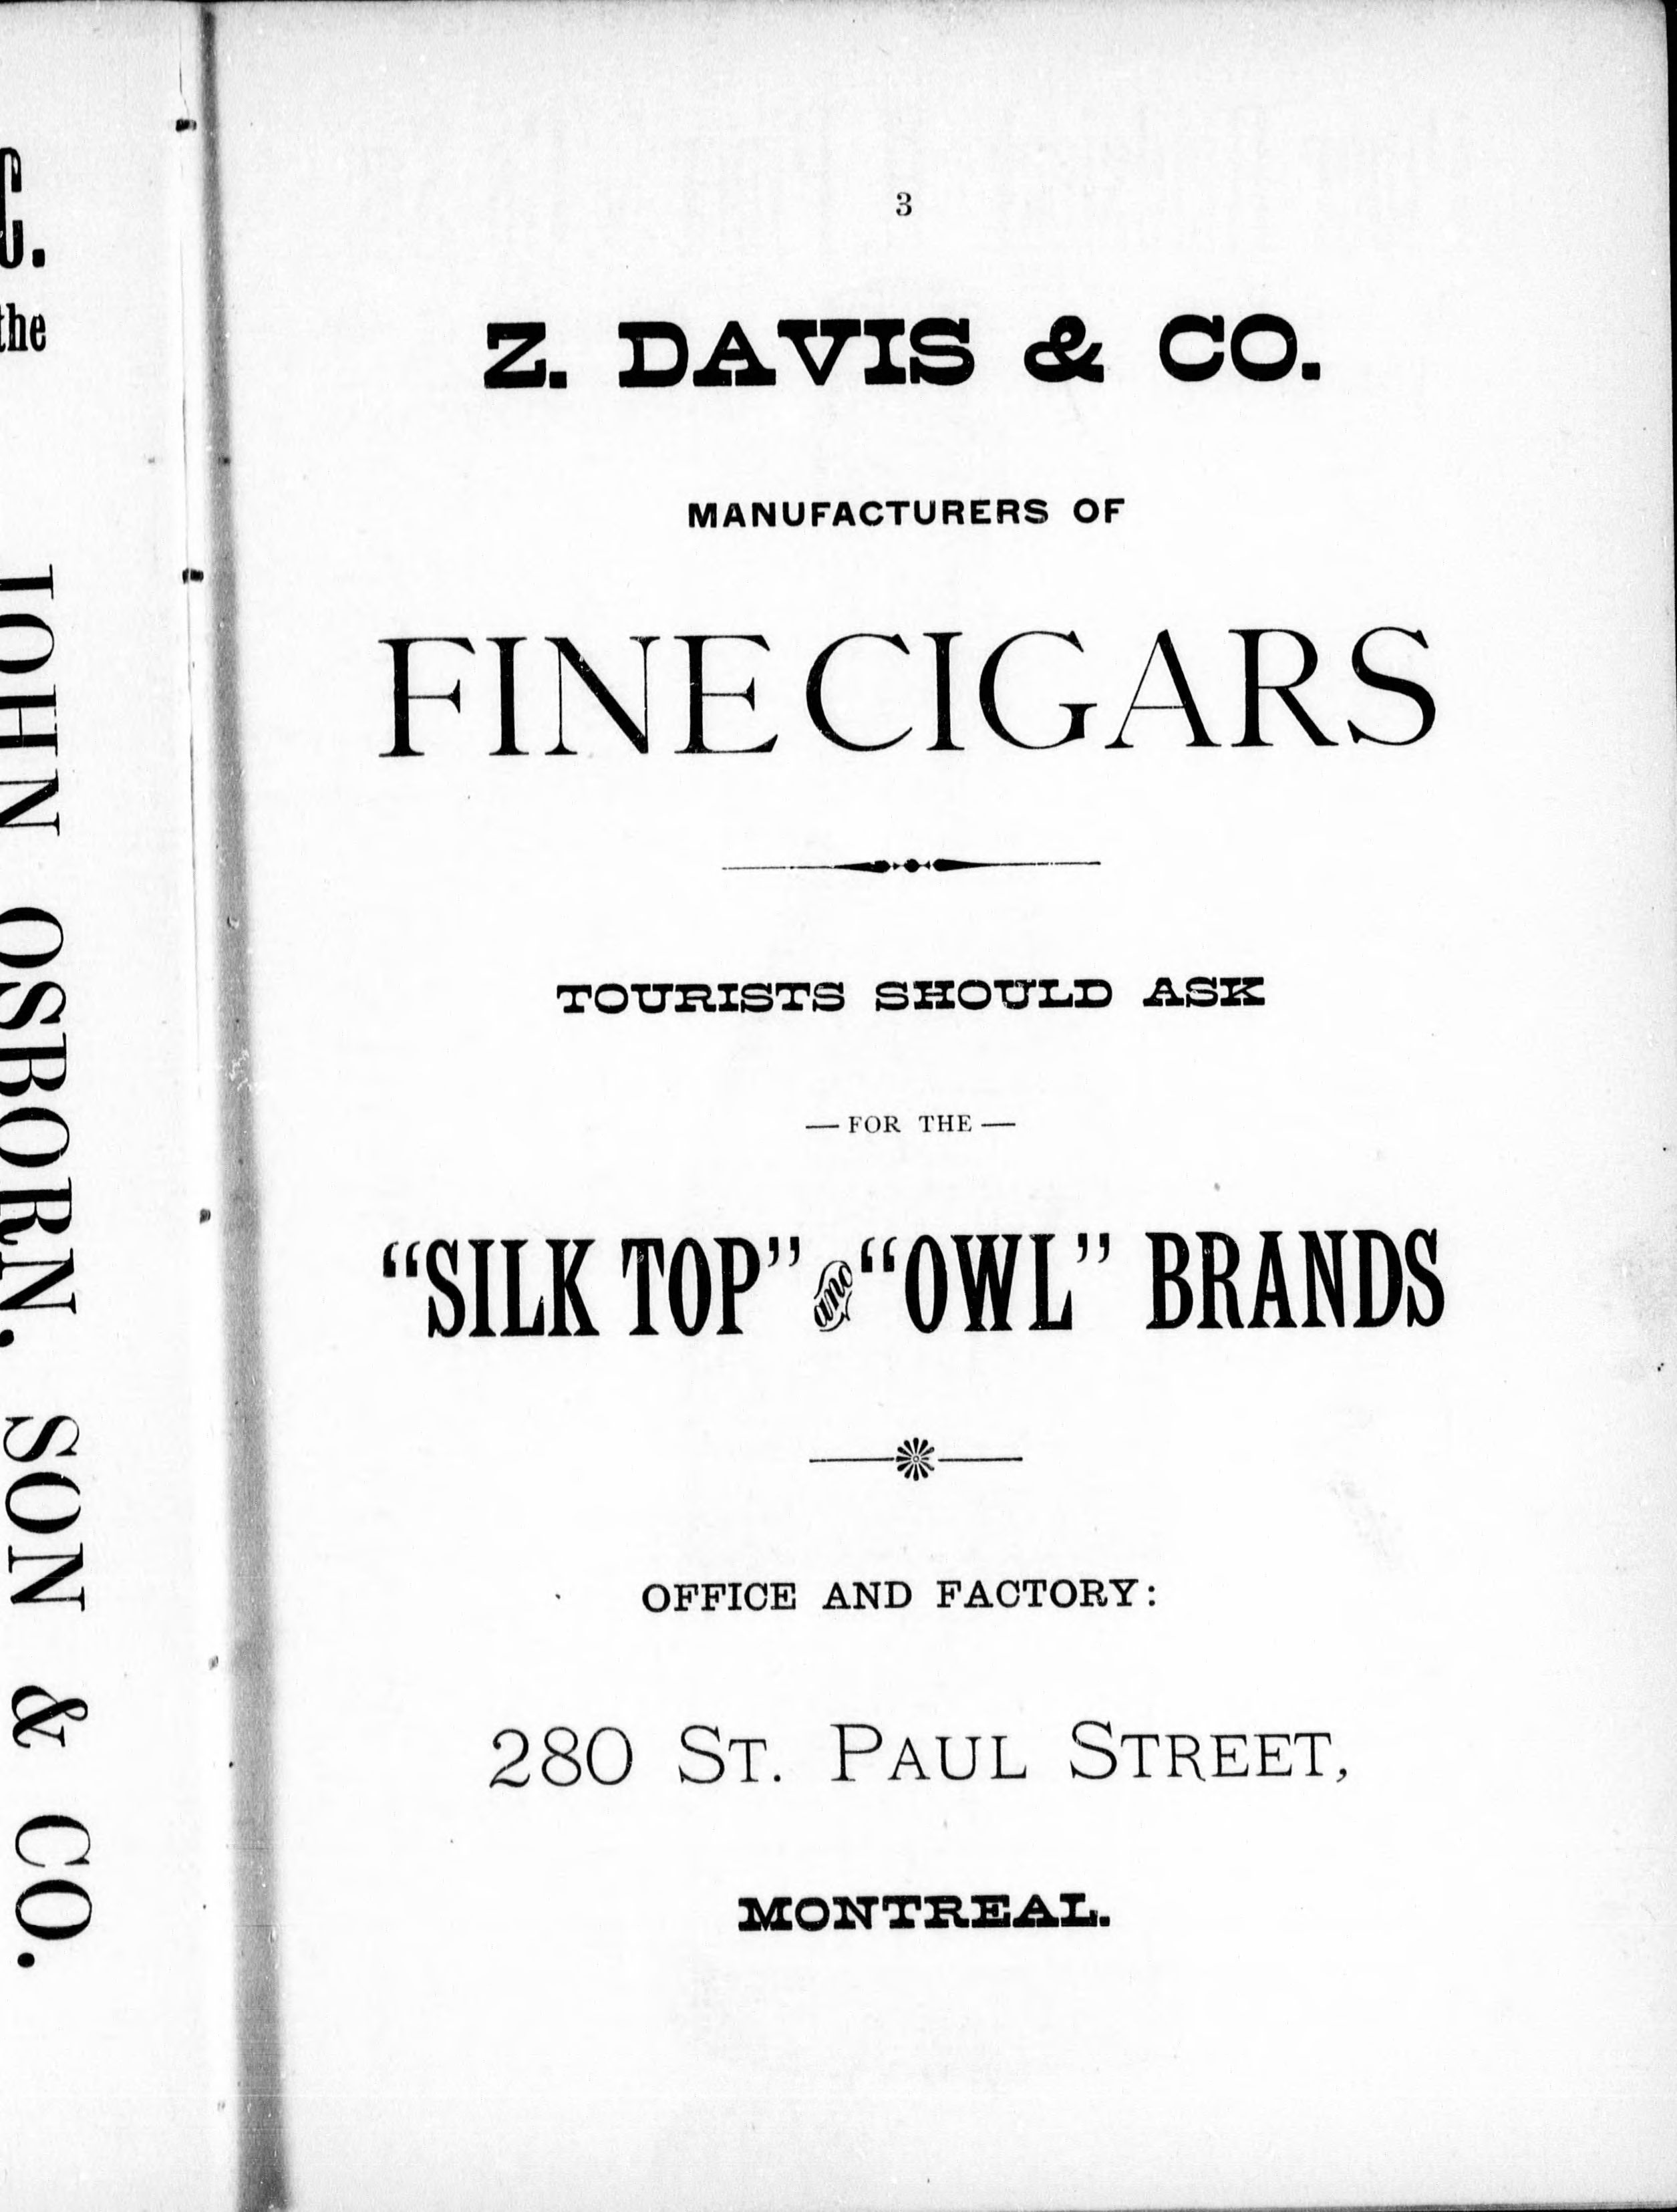 C.
the
JOHN OSBORN, SON & CO.
3
Z. DAVIS & CO.
MANUFACTURERS OF
FINE CIGARS
TOURISTS SHOULD ASK
— FOR THE —
“SILK TOP” and “OWL” BRANDS
OFFICE AND FACTORY:
280 ST. PAUL STREET,
MONTREAL.